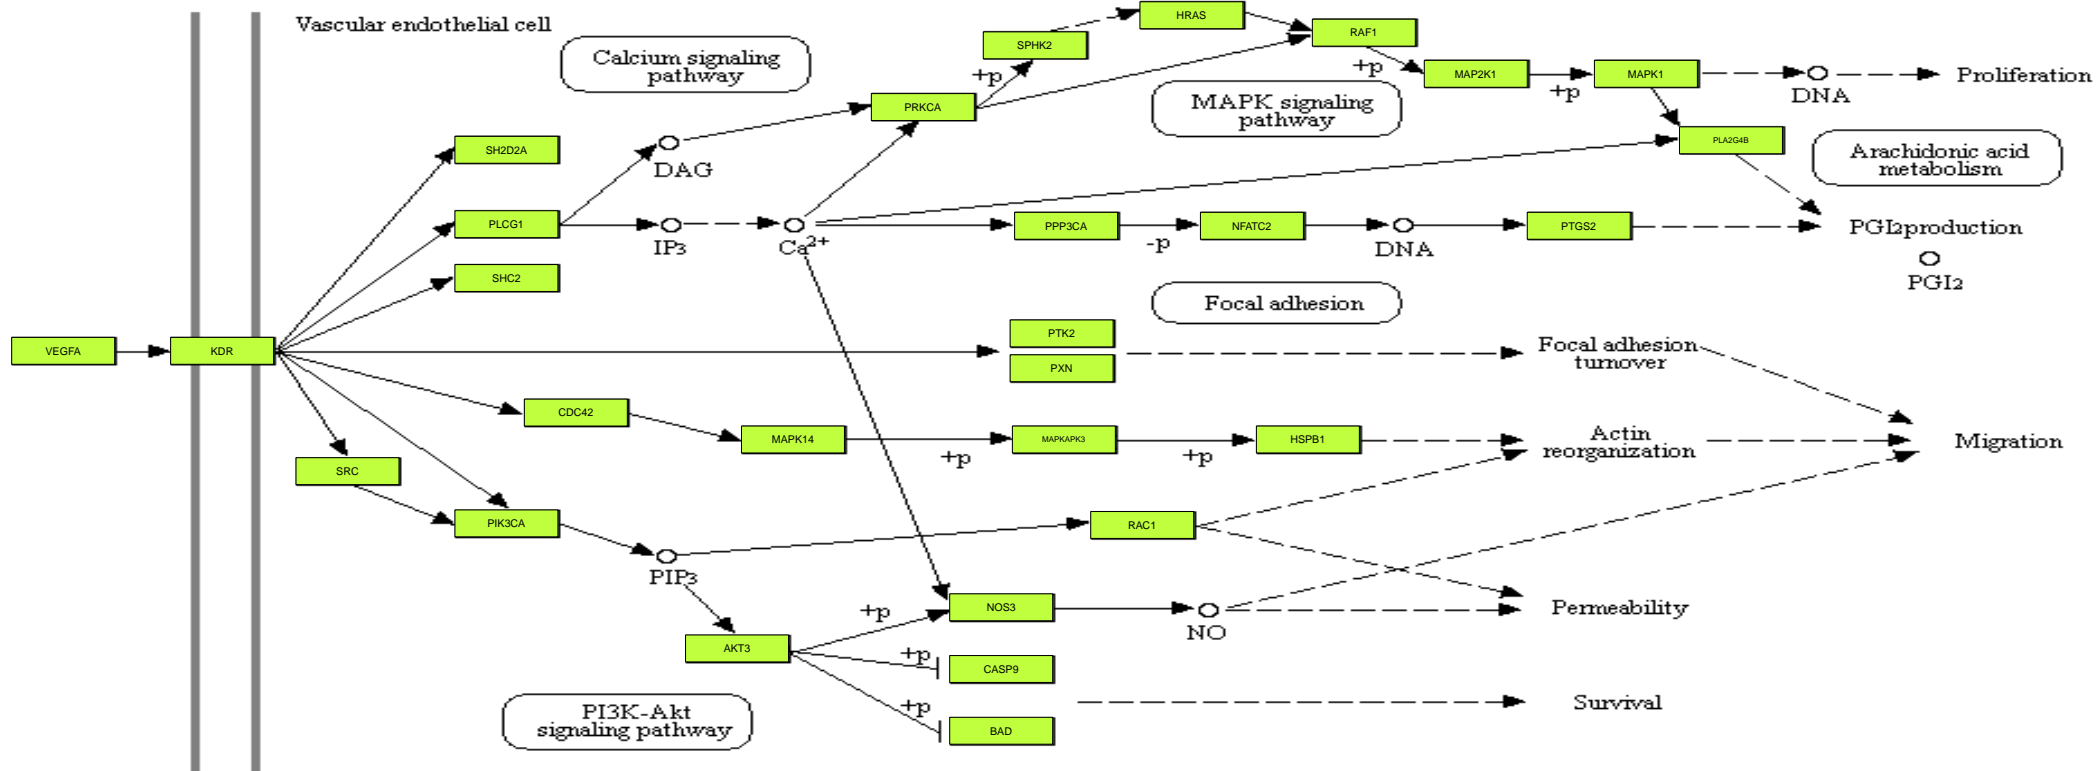 Vascular endothelial cell
HRAS
SPHK2
RAF1
Calcium signaling
pathway
+p
+p
MAP2K1
MAPK1
Proliferation
+p
DNA
PRKCA
MAPK signaling
pathway
SH2D2A
DAG
PLA2G4B
Arachidonic acid
metabolism
PLCG1
IP3
Ca2+
PPP3CA
-p
NFATC2
DNA
PTGS2
PGI2production
PGI2
SHC2
Focal adhesion
VEGFA
KDR
PTK2
PXN
Focal adhesion
turnover
CDC42
MAPK14
+p
MAPKAPK3
+p
HSPB1
Actin
reorganization
Migration
SRC
PIK3CA
RAC1
PIP3
+p
NOS3
NO
Permeability
AKT3
+p
CASP9
+p
BAD
Survival
PI3K-Akt
signaling pathway